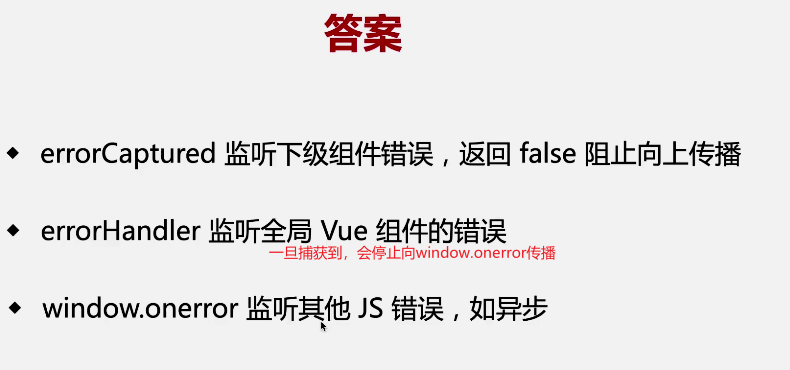 答案
◆ errorCaptured 监听下级组件错误，返回 false 阻止向上传播
◆ errorHandler 监听全局 Vue 组件的错误
一旦捕获到，会停止向window.onerror传播
◆ window.onerror 监听其他 JS 错误，如异步